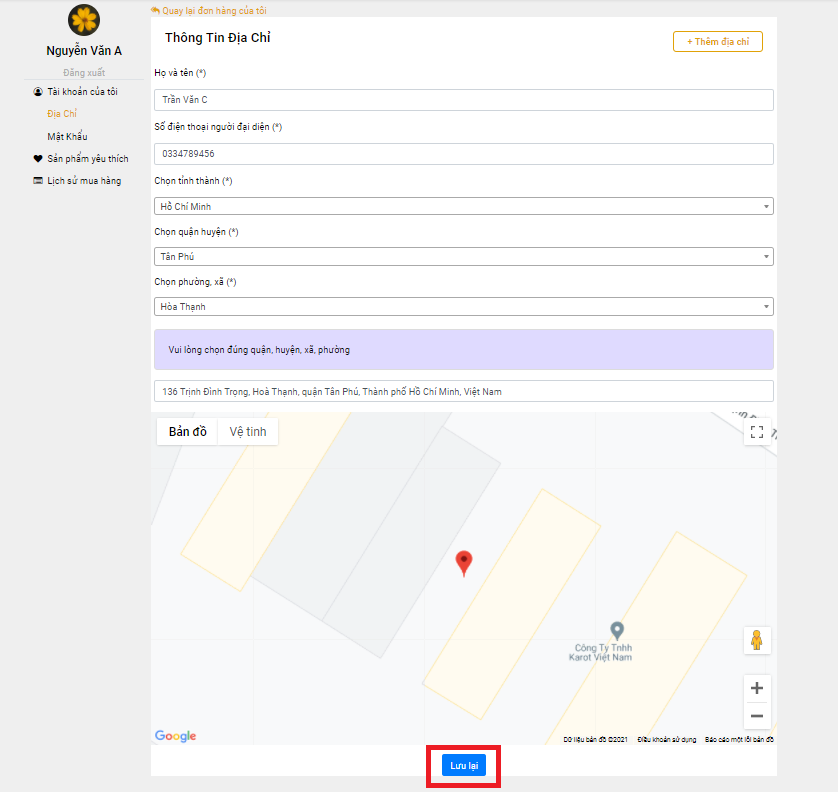 Quay lại đơn hàng của tôi
Nguyễn Văn A
Đăng xuất
Tài khoản của tôi
Địa Chỉ
Mật Khẩu
Sản phẩm yêu thích
Lịch sử mua hàng
Thông Tin Địa Chỉ
+ Thêm địa chỉ
Họ và tên (*)
Trần Văn C
Số điện thoại người đại diện (*)
0334789456
Chọn tỉnh thành (*)
Hồ Chí Minh
Chọn quận huyện (*)
Tân Phú
Chọn phường, xã (*)
Hòa Thạnh
Vui lòng chọn đúng quận, huyện, xã, phường
136 Trịnh Đình Trọng, Hoà Thạnh, quận Tân Phú, Thành phố Hồ Chí Minh, Việt Nam
Bản đồ
Vệ tinh
Công Ty Tnhh
Karot Việt Nam
Google
Dữ liệu bản đồ ©2021
Điều khoản sử dụng
Báo cáo một lỗi bản đồ
Lưu lại